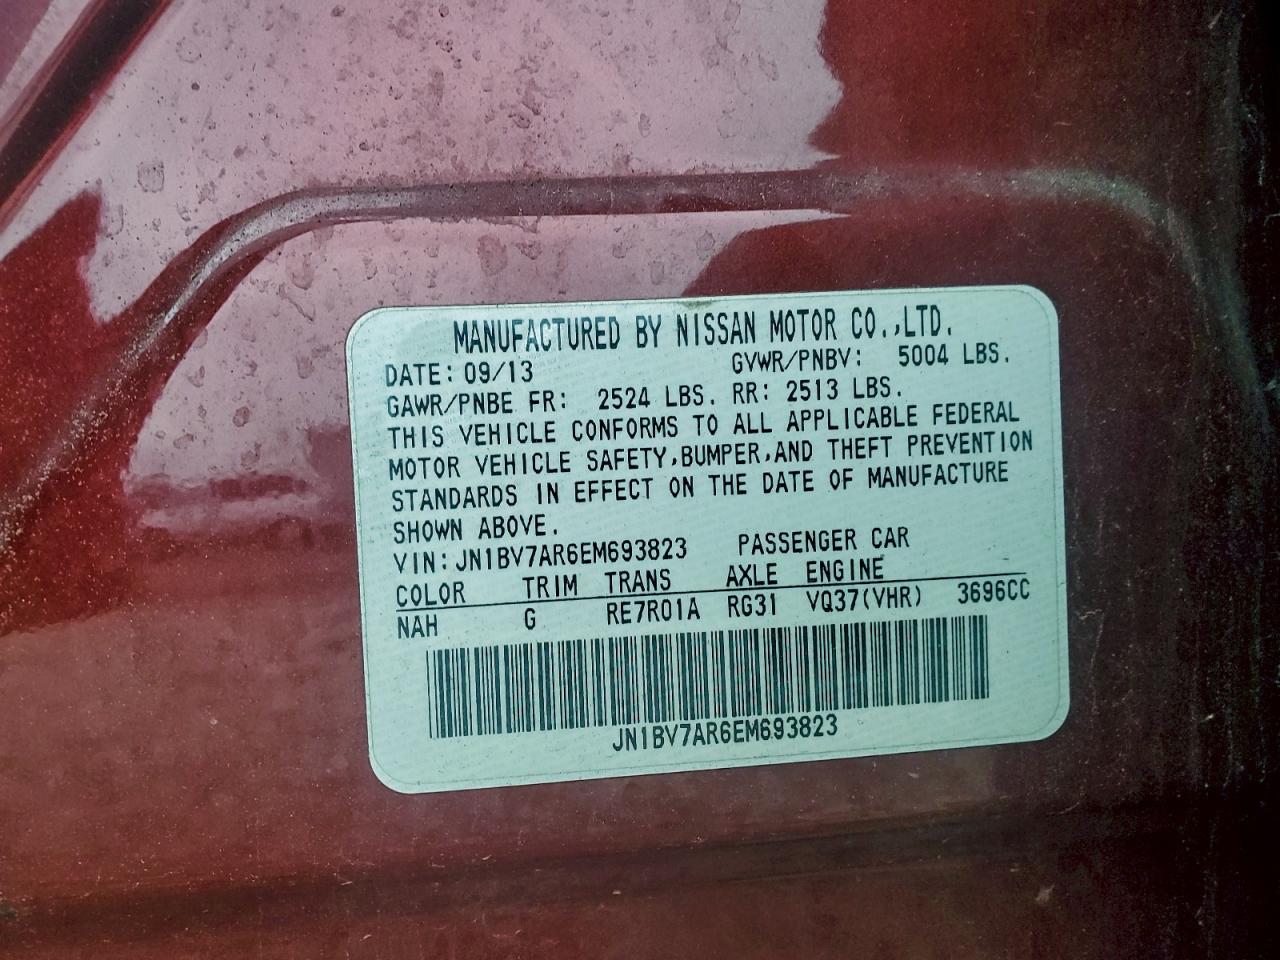 MANUFACTURED BY NISSAN MOTOR CO.,LTD.
DATE: 09/13 GVWR/PNBV: 5004 LBS.
GAWR/PNBE FR: 2524 LBS. RR: 2513 LBS.
THIS VEHICLE CONFORMS TO ALL APPLICABLE FEDERAL
MOTOR VEHICLE SAFETY,BUMPER,AND THEFT PREVENTION
STANDARDS IN EFFECT ON THE DATE OF MANUFACTURE
SHOWN ABOVE.
VIN: JN1BV7AR6EM693823 PASSENGER CAR
COLOR TRIM TRANS AXLE ENGINE
NAH G RE7R01A RG31 VQ37(VHR) 3696CC
JN1BV7AR6EM693823